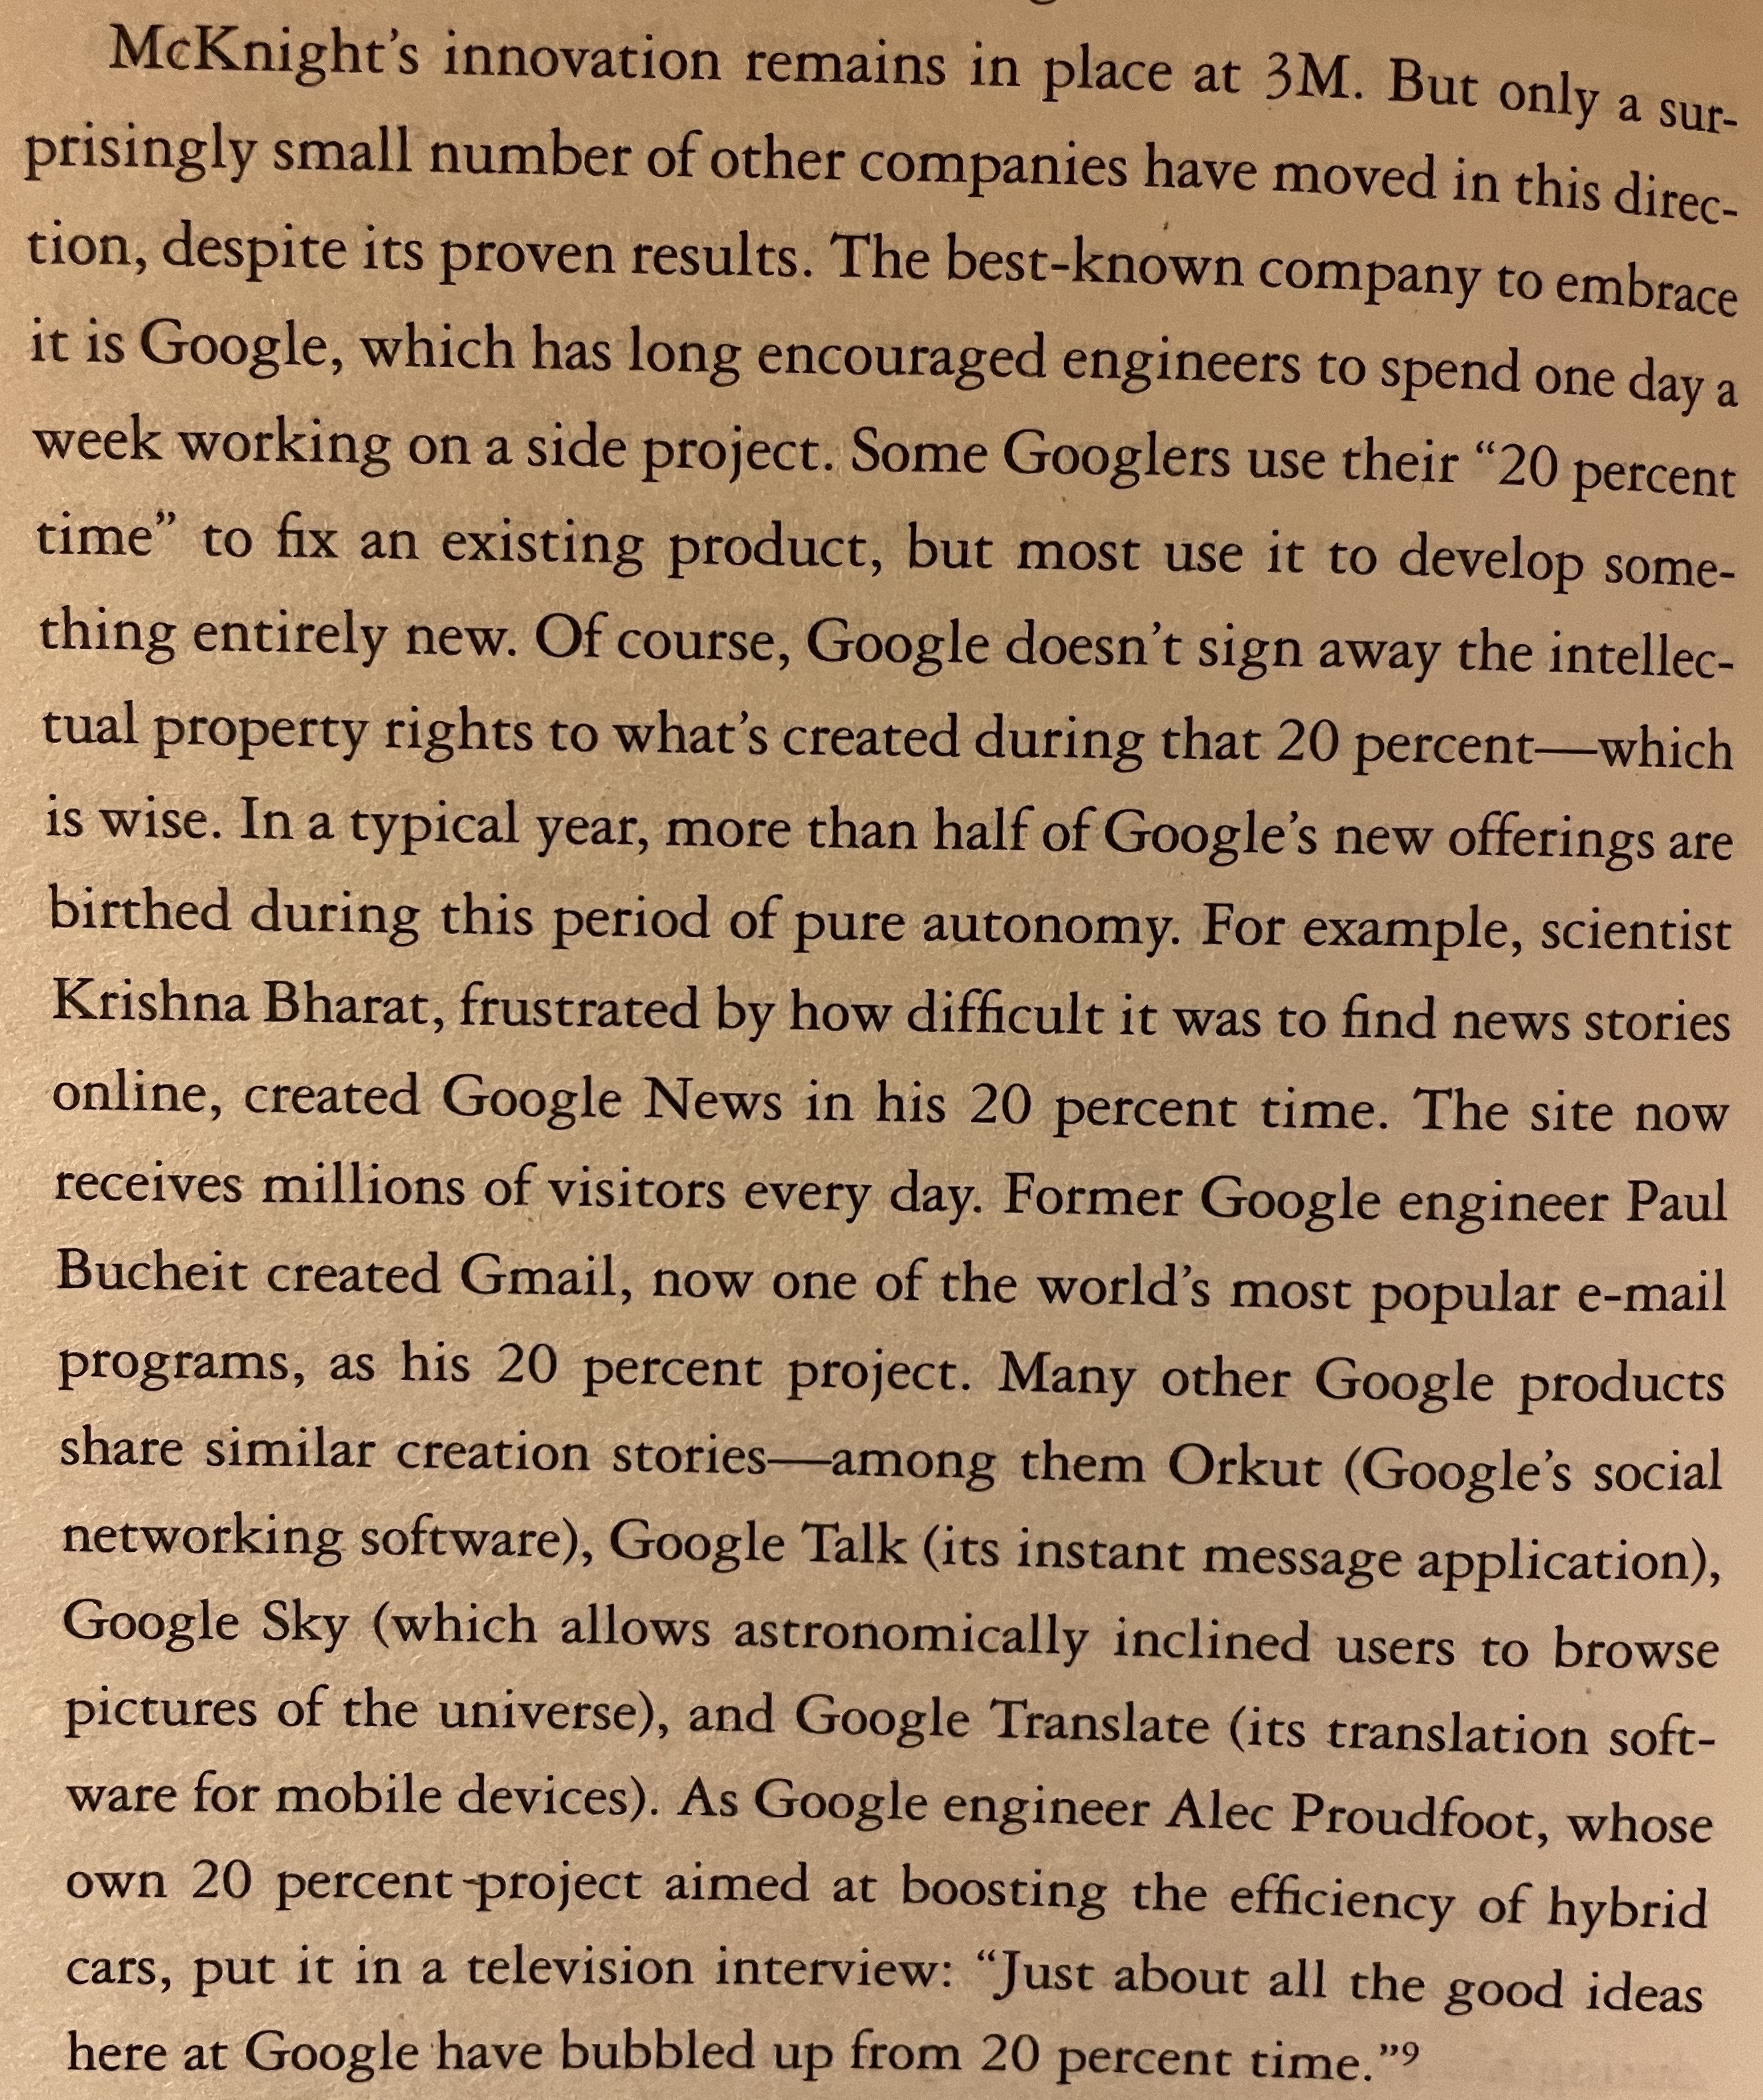 McKnight's innovation remains in place at 3M. But only a sur-
prisingly small number of other companies have moved in this direc-
tion, despite its proven results. The best-known company to embrace
it is Google, which has long encouraged engineers to spend one day a
week working on a side project. Some Googlers use their “20 percent
time” to fix an existing product, but most use it to develop some-
thing entirely new. Of course, Google doesn't sign away the intellec-
tual property rights to what's created during that 20 percent—which
is wise. In a typical year, more than half of Google's new offerings are
birthed during this period of pure autonomy. For example, scientist
Krishna Bharat, frustrated by how difficult it was to find news stories
online, created Google News in his 20 percent time. The site now
receives millions of visitors every day. Former Google engineer Paul
Bucheit created Gmail, now one of the world's most popular e-mail
programs, as his 20 percent project. Many other Google products
share similar creation stories—among them Orkut (Google's social
networking software), Google Talk (its instant message application),
Google Sky (which allows astronomically inclined users to browse
pictures of the universe), and Google Translate (its translation soft-
ware for mobile devices). As Google engineer Alec Proudfoot, whose
own 20 percent project aimed at boosting the efficiency of hybrid
cars, put it in a television interview: “Just about all the good ideas
here at Google have bubbled up from 20 percent time.”9